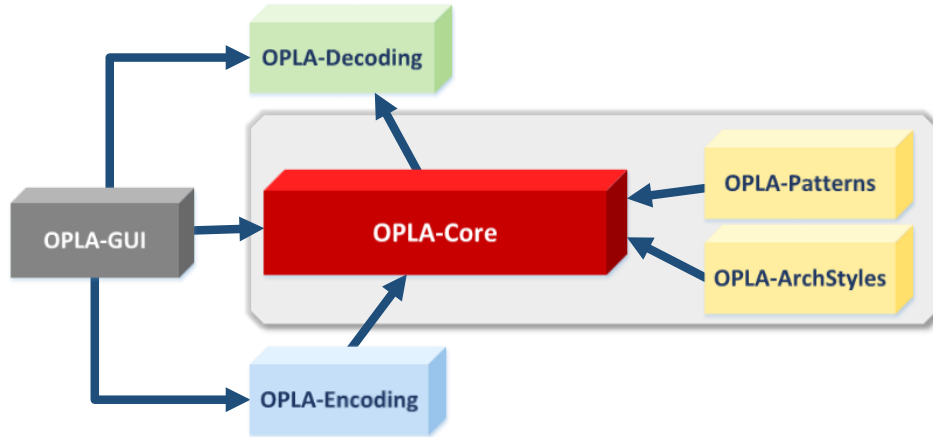 OPLA-Decoding
OPLA-Patterns
OPLA-GUI
OPLA-Core
OPLA-ArchStyles
OPLA-Encoding